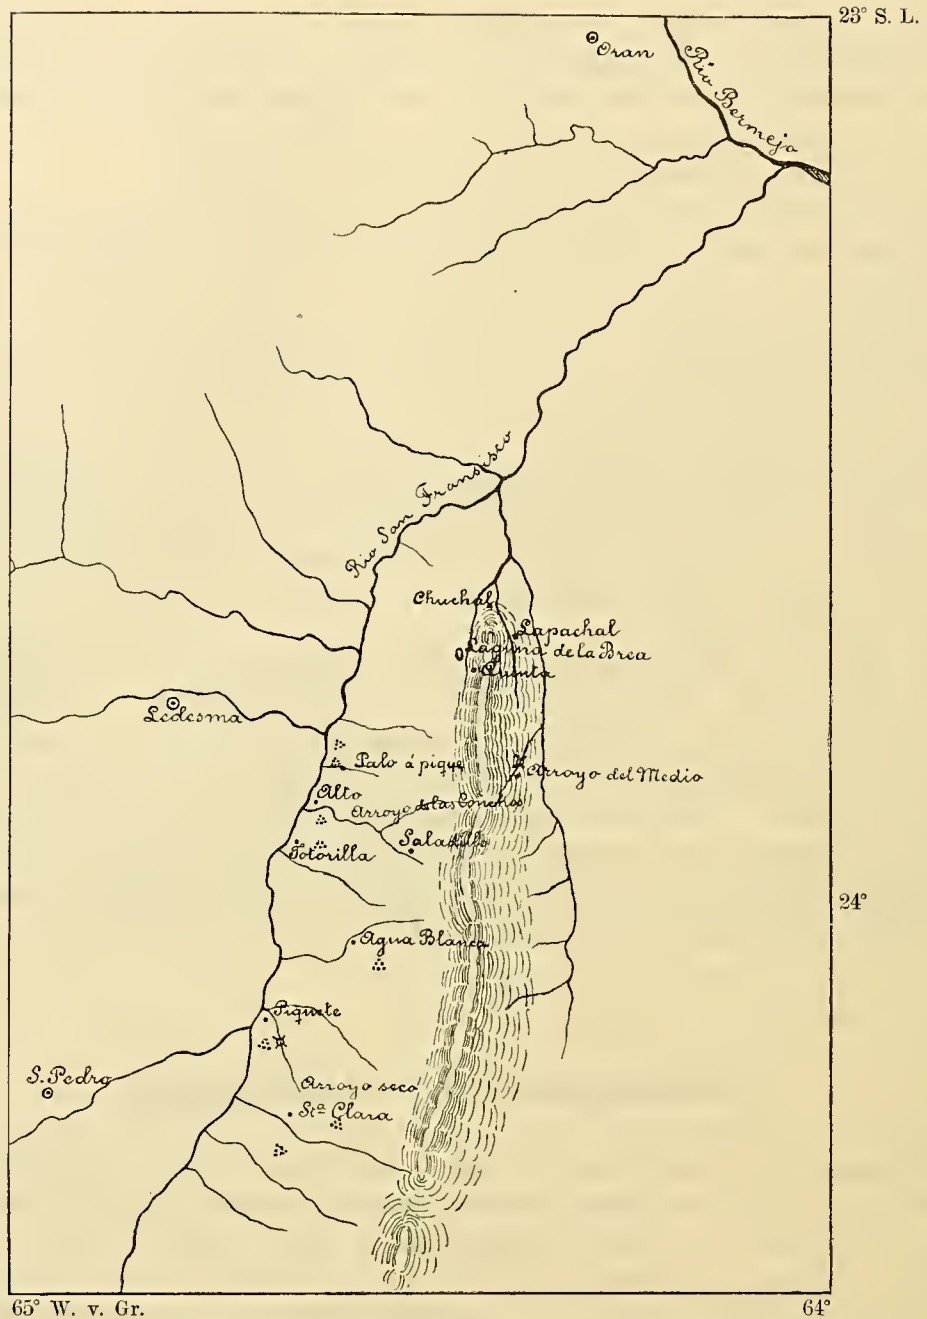 23° S. L.
Oran
Rio Bermejo
Rio San Fransisco
Chuchal
Lapachal
Laguna de la Brea
Quinta
Ledesma
Palo á pique
Arroyo del Medio
Alto
Arroyo de las Conchas
Saladillo
Totorilla
24°
Agua Blanca
Piquete
S. Pedro
Arroyo seco
Sta Clara
65° W. v. Gr.
64°